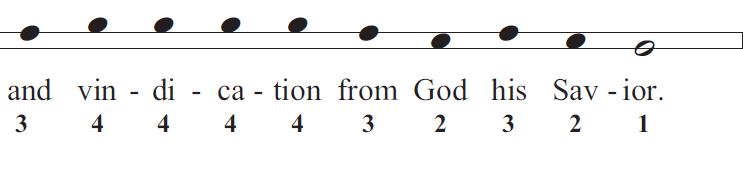 and vin - di - ca - tion from God his Sav - ior.
3 4 4 4 4 3 2 3 2 1